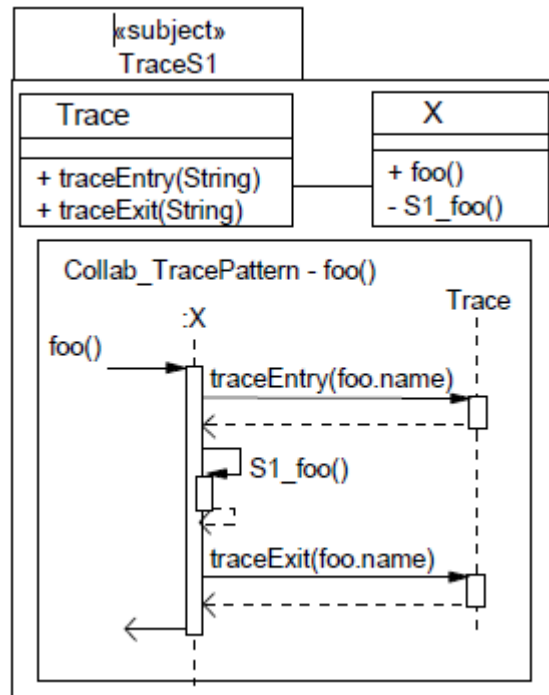 «subject»
TraceS1
Trace
+ traceEntry(String)
+ traceExit(String)
X
+ foo()
- S1_foo()
Collab_TracePattern - foo()
:X
Trace
foo()
traceEntry(foo.name)
S1_foo()
traceExit(foo.name)